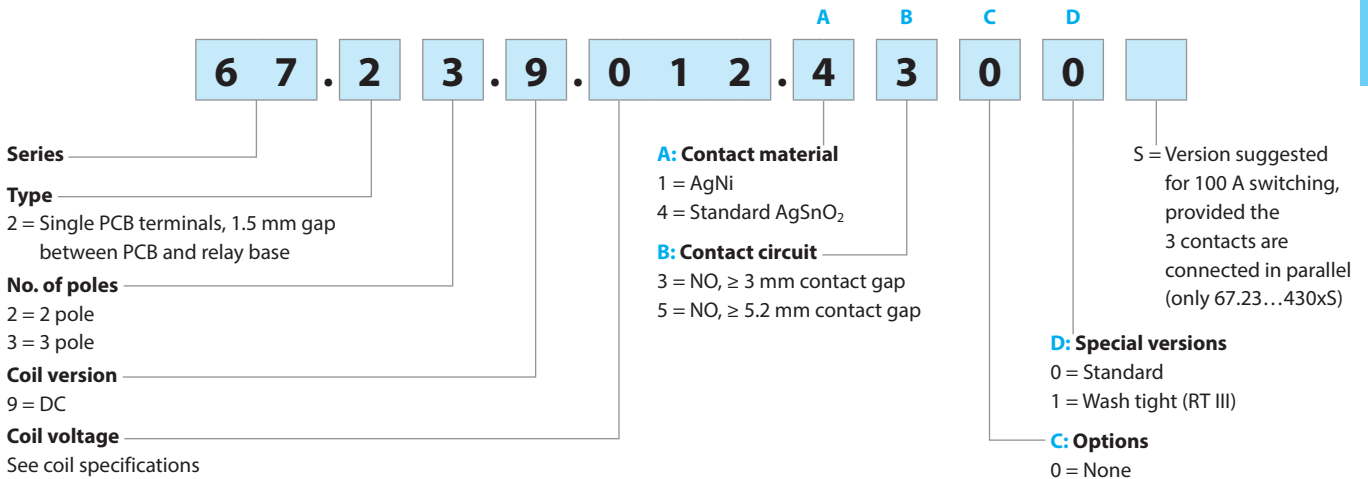 A B C D
6 7 . 2 3 . 9 . 0 1 2 . 4 3 0 0
Series
Type
2 = Single PCB terminals, 1.5 mm gap
between PCB and relay base
No. of poles
2 = 2 pole
3 = 3 pole
Coil version
9 = DC
Coil voltage
See coil specifications
A: Contact material
1 = AgNi
4 = Standard AgSnO₂
B: Contact circuit
3 = NO, ≥ 3 mm contact gap
5 = NO, ≥ 5.2 mm contact gap
S = Version suggested
for 100 A switching,
provided the
3 contacts are
connected in parallel
(only 67.23…430xS)
D: Special versions
0 = Standard
1 = Wash tight (RT III)
C: Options
0 = None